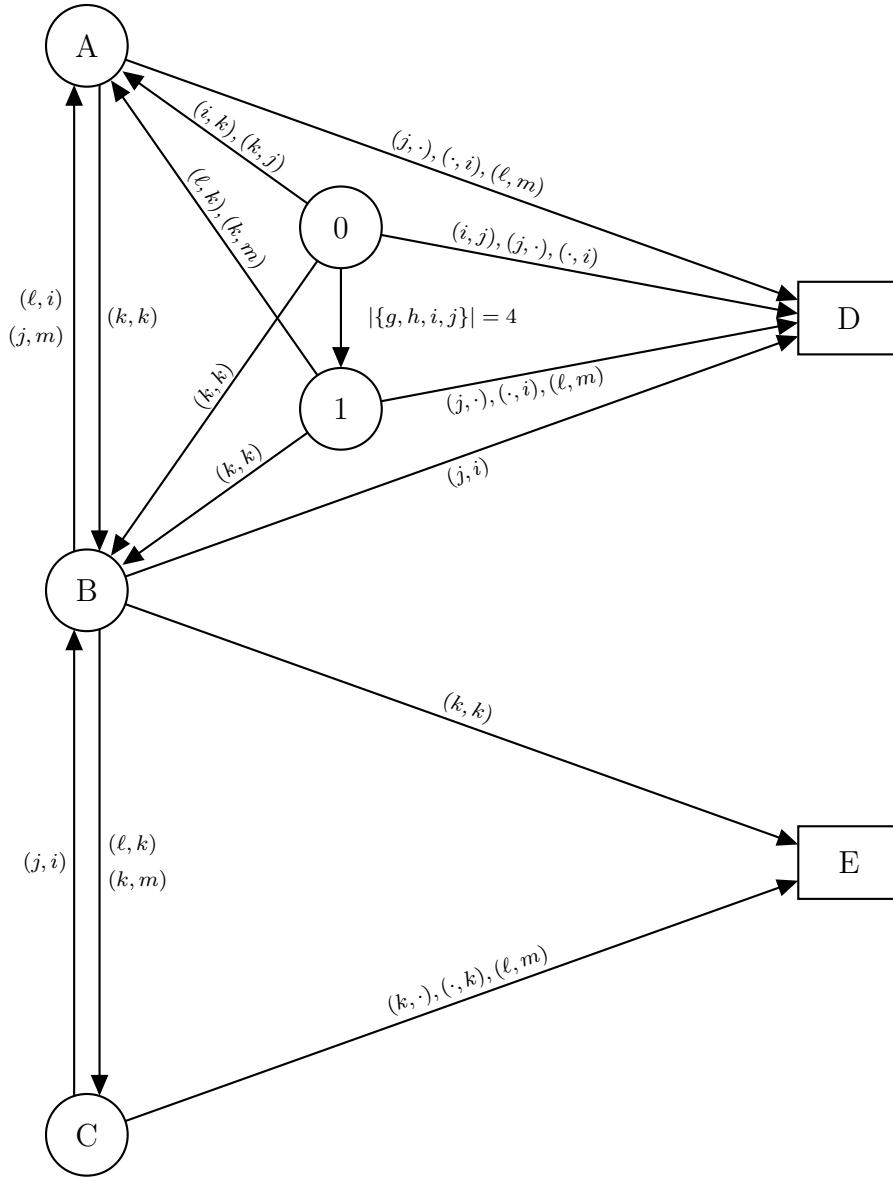 A
(i, k), (k, j)
(j, ·), (·, i), (ℓ, m)
(ℓ, k), (k, m)
0
(i, j), (j, ·), (·, i)
(ℓ, i)
(j, m)
(k, k)
|{g, h, i, j}| = 4
D
(k, k)
1
(j, ·), (·, i), (ℓ, m)
(k, k)
(j, i)
B
(k, k)
(j, i)
(ℓ, k)
(k, m)
E
(k, ·), (·, k), (ℓ, m)
C